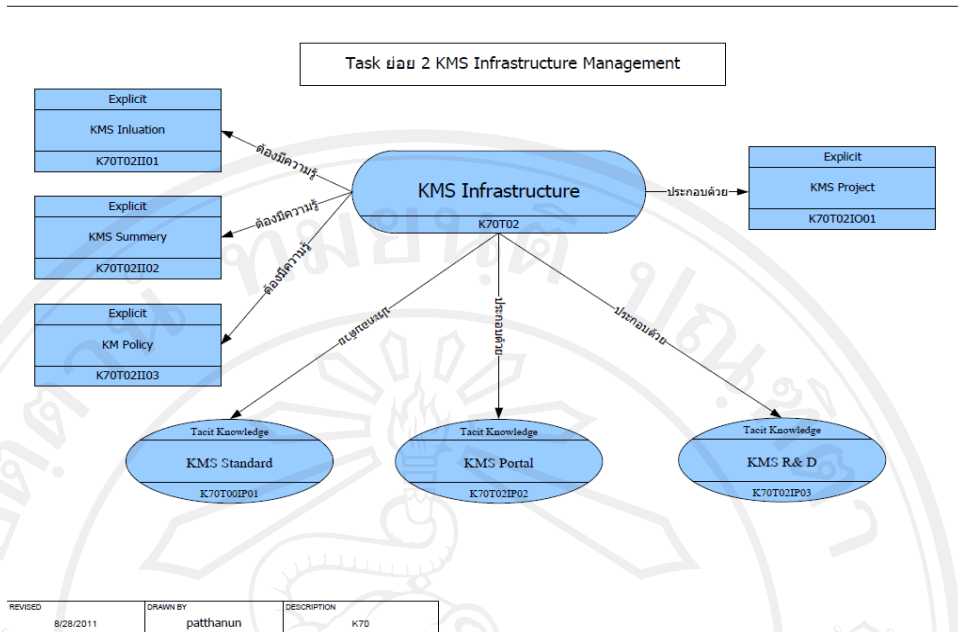 Task ย่อย 2 KMS Infrastructure Management
Explicit
KMS Inluation
K70T02II01
Explicit
KMS Summery
K70T02II02
Explicit
KM Policy
K70T02II03
ต้องมีความรู้
ต้องมีความรู้
ต้องมีความรู้
KMS Infrastructure
K70T02
ประกอบด้วย
Explicit
KMS Project
K70T02IO01
ประกอบด้วย
ประกอบด้วย
ประกอบด้วย
Tacit Knowledge
KMS Standard
K70T00IP01
Tacit Knowledge
KMS Portal
K70T02IP02
Tacit Knowledge
KMS R& D
K70T02IP03
REVISED
8/28/2011
DRAWN BY
patthanun
DESCRIPTION
K70